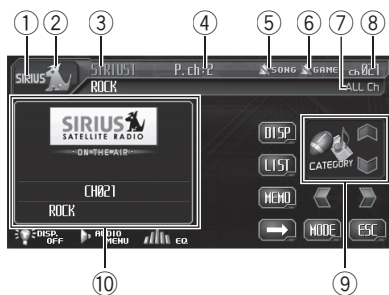 ① ② ③ ④ ⑤ ⑥ ⑦ ⑧
SIRIUS SIRIUS1 P.ch:2 SONG GAME ch021
ROCK ALL Ch
SIRIUS
SATELLITE RADIO
ON THE AIR
CH021
ROCK
DISP
LIST
MEMO
CATEGORY
MODE ESC
DISP. OFF AUDIO MENU EQ
⑩ ⑨